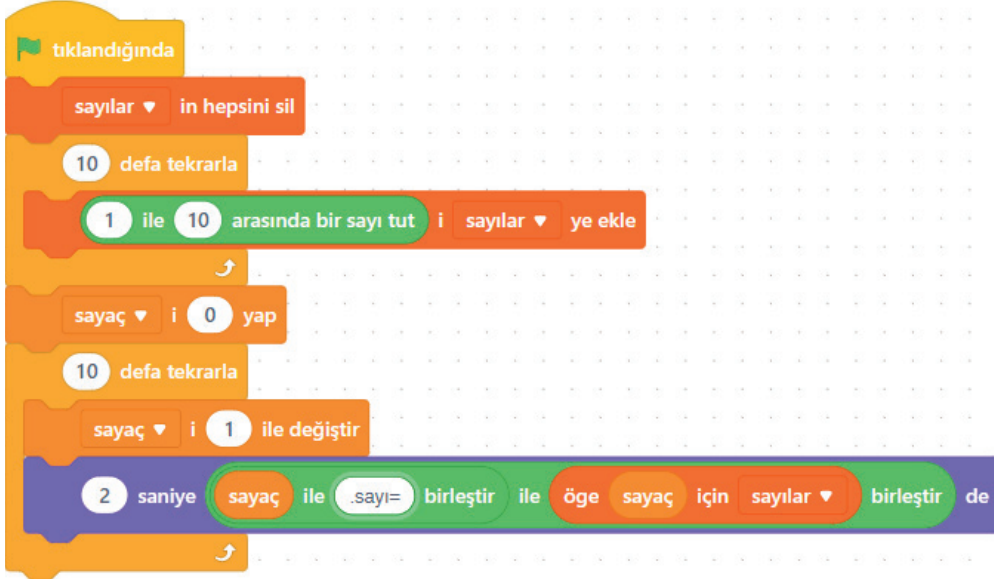 tıklandığında
sayılar in hepsini sil
10 defa tekrarla
1 ile 10 arasında bir sayı tut i sayılar ye ekle
sayaç i 0 yap
10 defa tekrarla
sayaç i 1 ile değiştir
2 saniye sayaç ile .sayı= birleştir ile öge sayaç için sayılar birleştir de